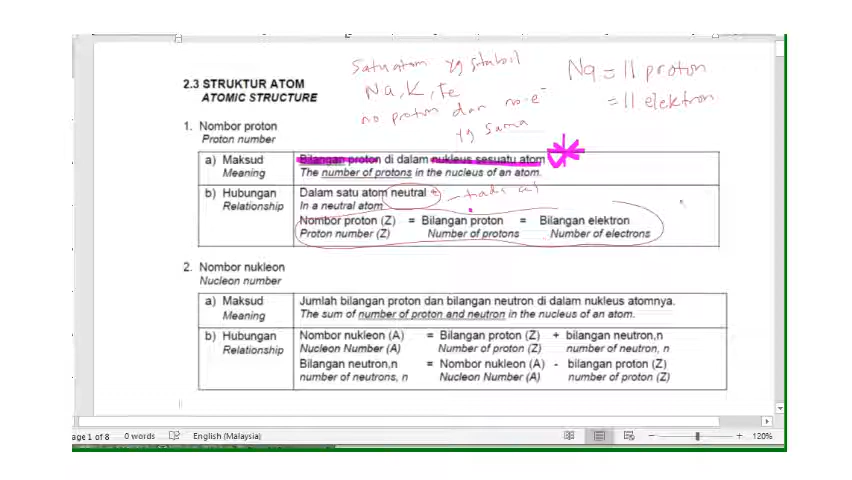 Satu atom yg stabil
Na, K, Fe
no proton dan no. e⁻
yg sama
Na = 11 proton
= 11 elektron
2.3 STRUKTUR ATOM
ATOMIC STRUCTURE
1. Nombor proton
Proton number
a) Maksud Bilangan proton di dalam nukleus sesuatu atom
Meaning The number of protons in the nucleus of an atom.
b) Hubungan Dalam satu atom neutral
Relationship In a neutral atom
Nombor proton (Z) = Bilangan proton = Bilangan elektron
Proton number (Z) Number of protons Number of electrons
2. Nombor nukleon
Nucleon number
a) Maksud Jumlah bilangan proton dan bilangan neutron di dalam nukleus atomnya.
Meaning The sum of number of proton and neutron in the nucleus of an atom.
b) Hubungan Nombor nukleon (A) = Bilangan proton (Z) + bilangan neutron,n
Relationship Nucleon Number (A) Number of proton (Z) number of neutron, n
Bilangan neutron,n = Nombor nukleon (A) - bilangan proton (Z)
number of neutrons, n Nucleon Number (A) number of proton (Z)
age 1 of 8 0 words English (Malaysia) 120%